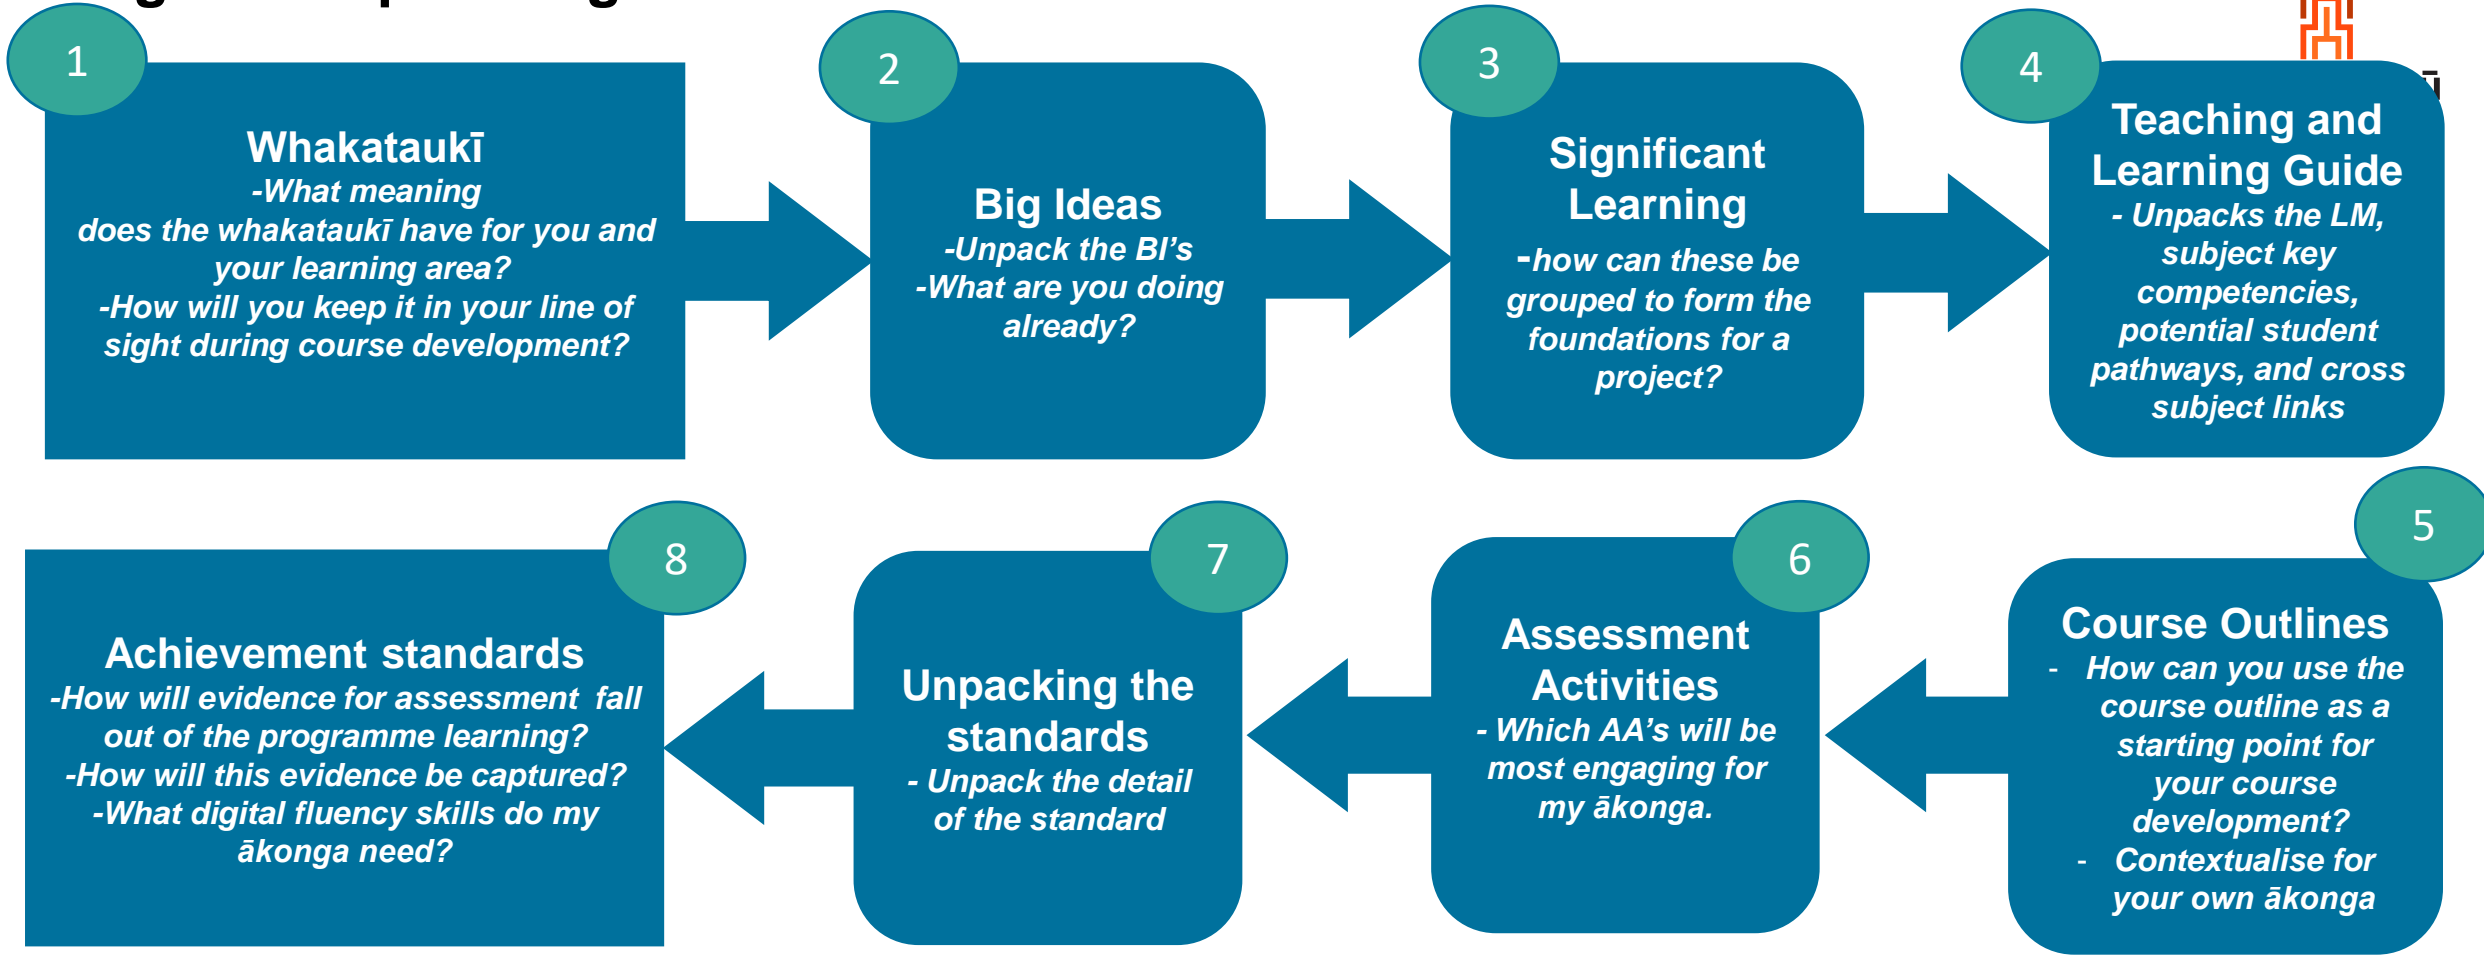 1
Whakataukī
-What meaning
does the whakataukī have for you and
your learning area?
-How will you keep it in your line of
sight during course development?
2
Big Ideas
-Unpack the BI’s
-What are you doing
already?
3
Significant
Learning
-how can these be
grouped to form the
foundations for a
project?
4
Teaching and
Learning Guide
- Unpacks the LM,
subject key
competencies,
potential student
pathways, and cross
subject links
5
Course Outlines
- How can you use the
course outline as a
starting point for
your course
development?
- Contextualise for
your own ākonga
6
Assessment
Activities
- Which AA’s will be
most engaging for
my ākonga.
7
Unpacking the
standards
- Unpack the detail
of the standard
8
Achievement standards
-How will evidence for assessment fall
out of the programme learning?
-How will this evidence be captured?
-What digital fluency skills do my
ākonga need?